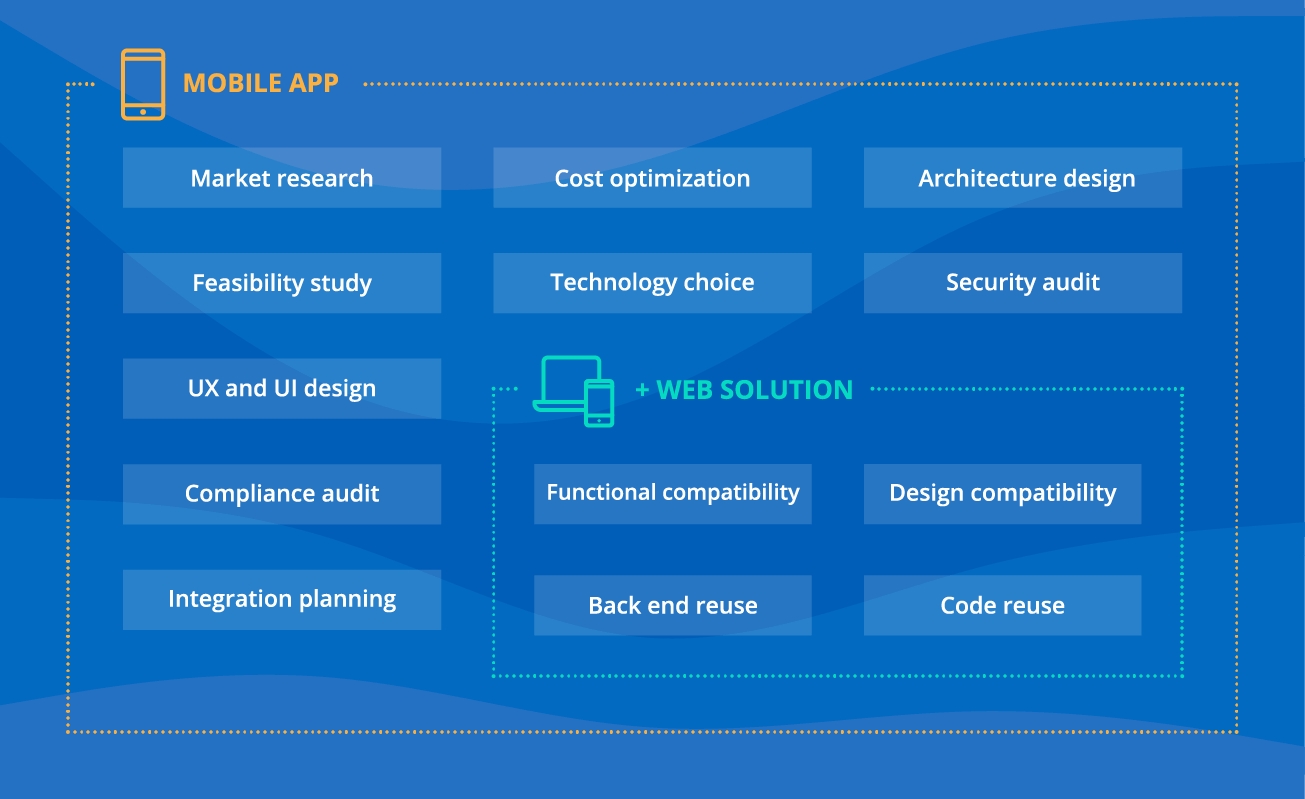 MOBILE APP
Market research
Cost optimization
Architecture design
Feasibility study
Technology choice
Security audit
UX and UI design
+ WEB SOLUTION
Compliance audit
Functional compatibility
Design compatibility
Integration planning
Back end reuse
Code reuse